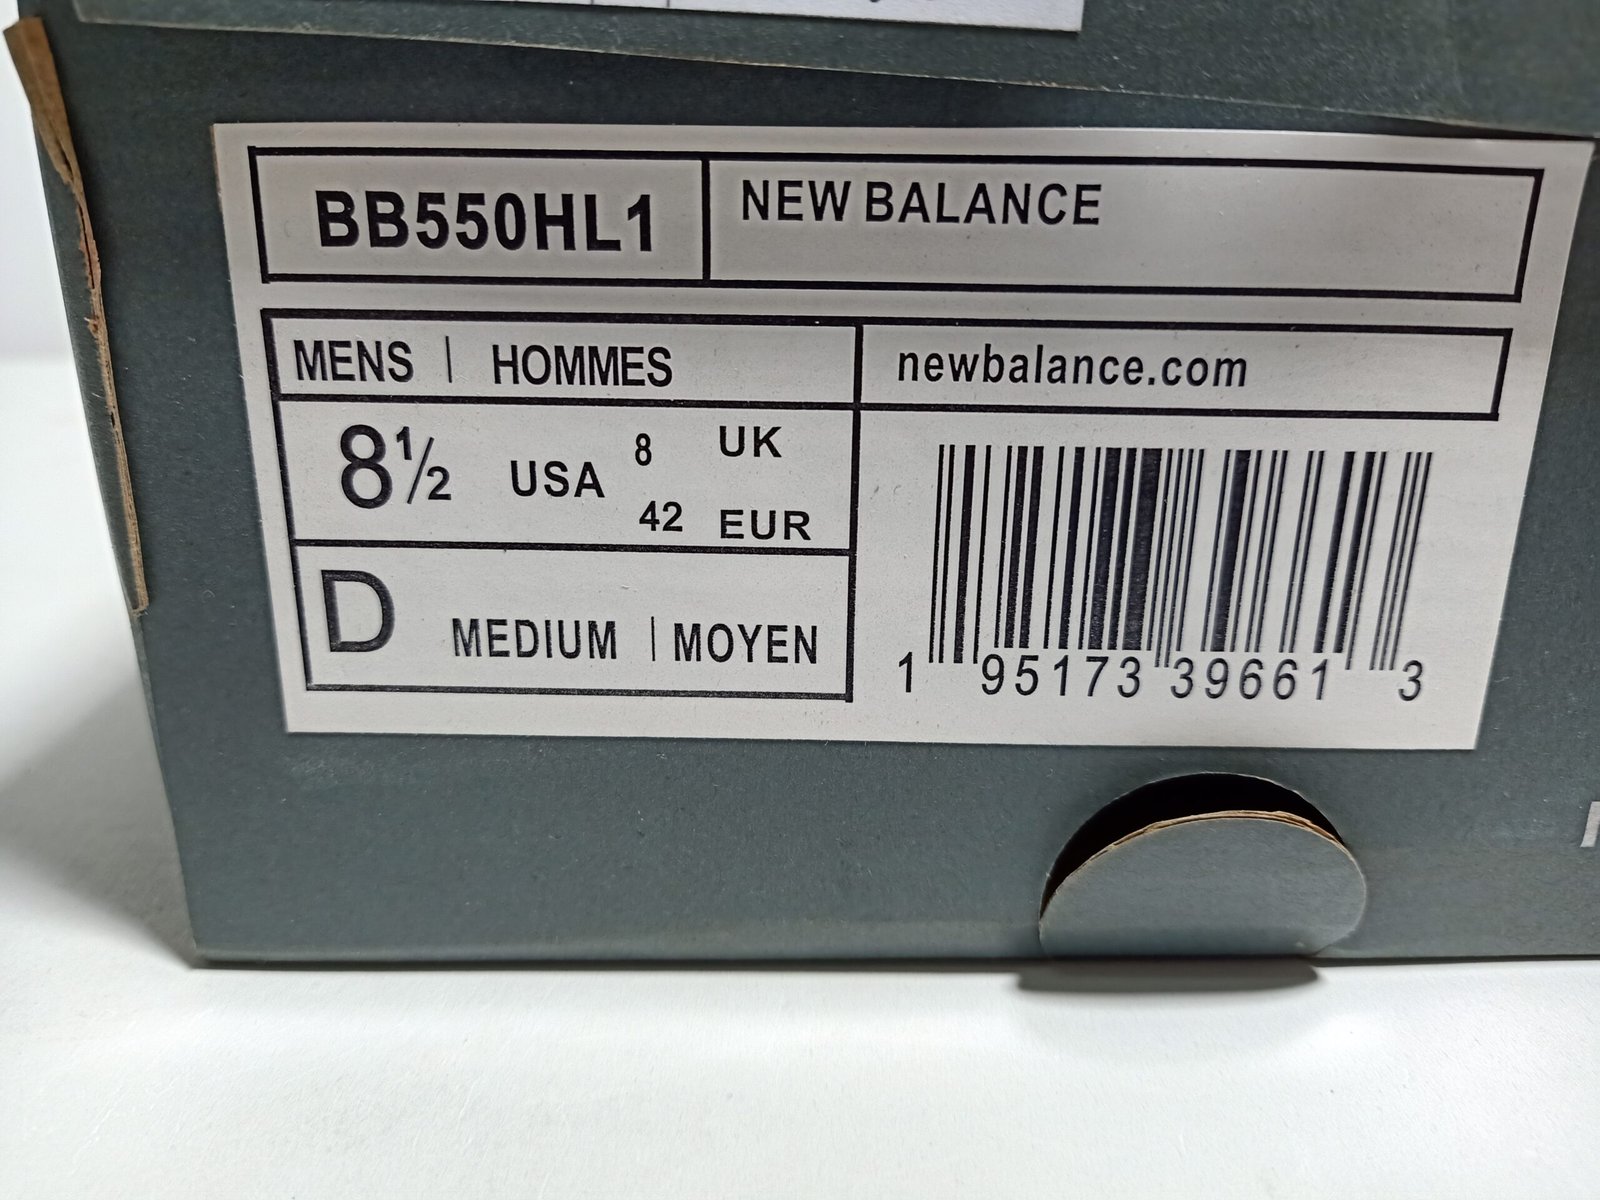 BB550HL1
NEW BALANCE
MENS | HOMMES
newbalance.com
8½ USA
8 UK
42 EUR
D MEDIUM | MOYEN
1 95173 39661 3